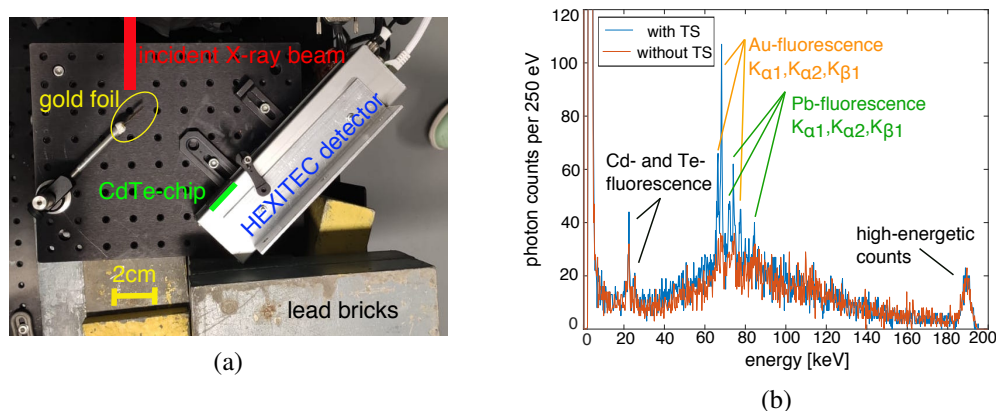 incident X-ray beam
gold foil
CdTe-chip
HEXITEC detector
2cm
lead bricks
(a)
photon counts per 250 eV
120
100
80
60
40
20
0
with TS
without TS
Au-fluorescence
Kα1,Kα2,Kβ1
Pb-fluorescence
Kα1,Kα2,Kβ1
Cd- and Te-
fluorescence
high-energetic
counts
0 20 40 60 80 100 120 140 160 180 200
energy [keV]
(b)